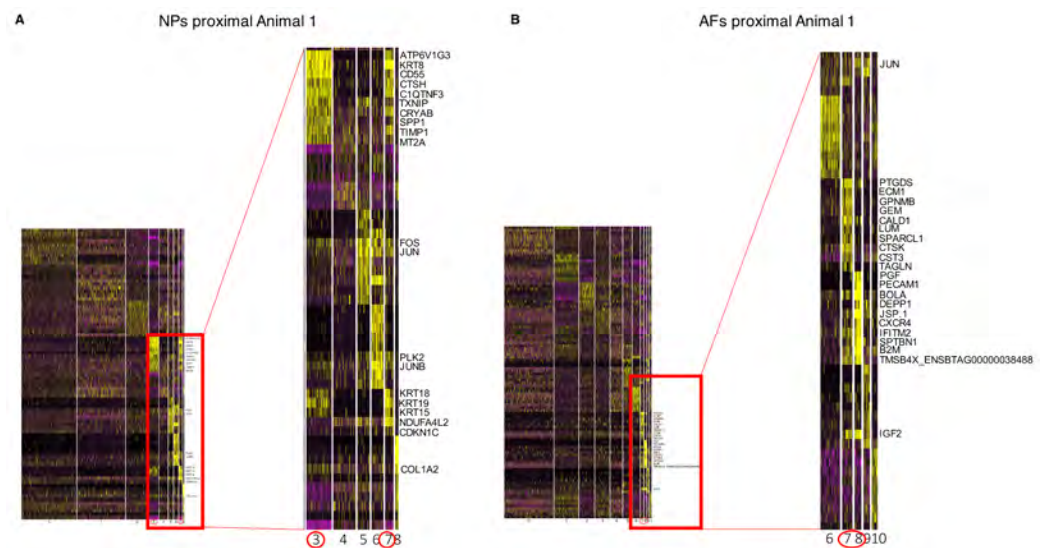 A
NPs proximal Animal 1
ATP6V1G3
KRT8
CD55
CTSH
C1QTNF3
TXNIP
CRYAB
SPP1
TIMP1
MT2A
FOS
JUN
PLK2
JUNB
KRT18
KRT19
KRT15
NDUFA4L2
CDKN1C
COL1A2
3 4 5 6 7 8
B
AFs proximal Animal 1
JUN
PTGDS
ECM1
GPNMB
GEM
CALD1
LUM
SPARCL1
CTSK
CST3
TAGLN
PGF
PECAM1
BOLA
DEPP1
JSP.1
CXCR4
IFITM2
SPTBN1
B2M
TMSB4X_ENSBTAG00000038488
IGF2
6 7 8 9 10